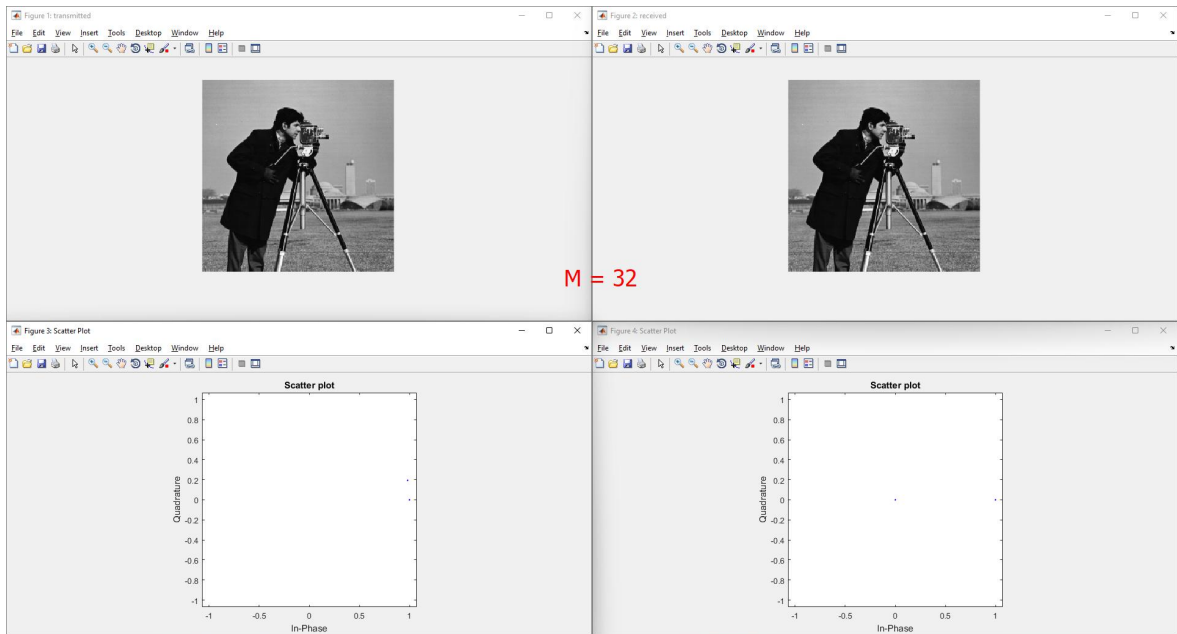 Figure 1: transmitted
File Edit View Insert Tools Desktop Window Help
Figure 2: received
File Edit View Insert Tools Desktop Window Help
M = 32
Figure 3: Scatter Plot
File Edit View Insert Tools Desktop Window Help
Scatter plot
1
0.8
0.6
0.4
0.2
0
-0.2
-0.4
-0.6
-0.8
-1
Quadrature
-1 -0.5 0 0.5 1
In-Phase
Figure 4: Scatter Plot
File Edit View Insert Tools Desktop Window Help
Scatter plot
1
0.8
0.6
0.4
0.2
0
-0.2
-0.4
-0.6
-0.8
-1
Quadrature
-1 -0.5 0 0.5 1
In-Phase